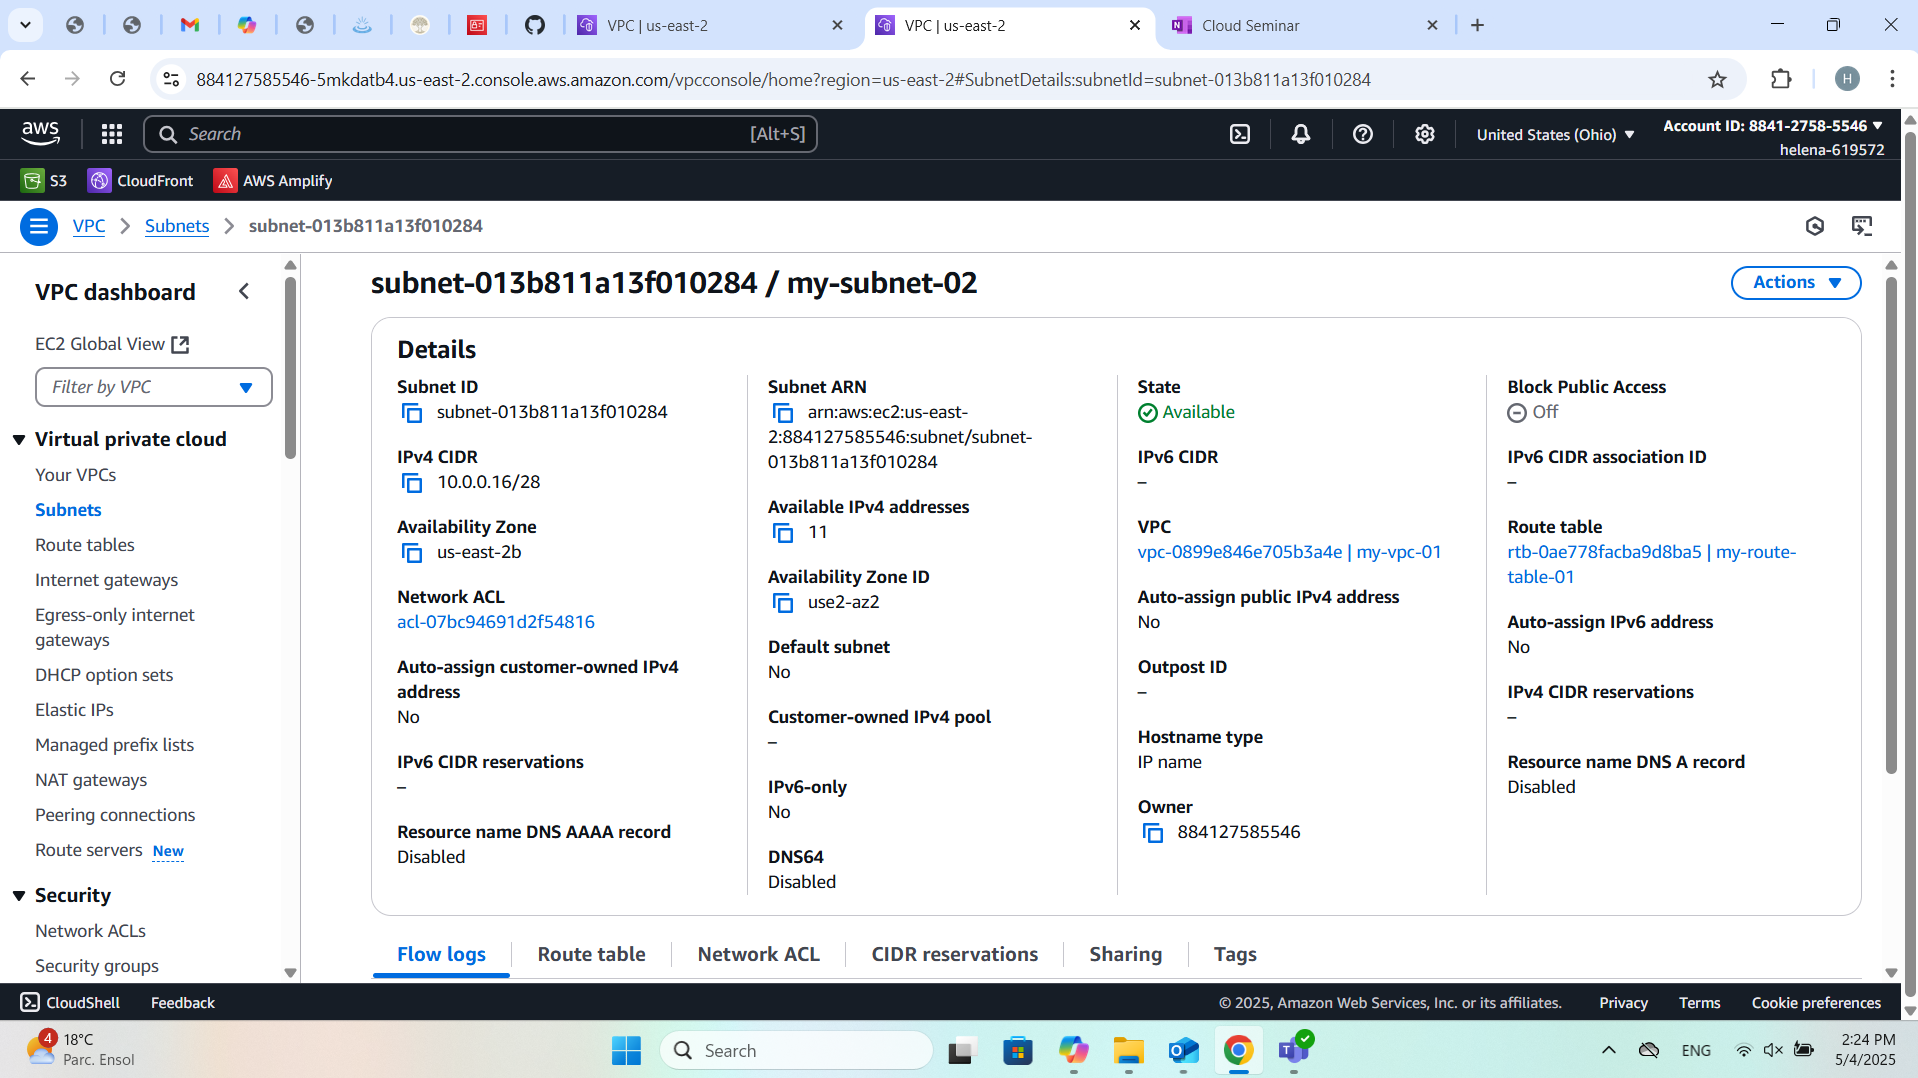 VPC | us-east-2
VPC | us-east-2
Cloud Seminar
884127585546-5mkdatb4.us-east-2.console.aws.amazon.com/vpcconsole/home?region=us-east-2#SubnetDetails:subnetId=subnet-013b811a13f010284
H
aws
Search
[Alt+S]
United States (Ohio)
Account ID: 8841-2758-5546
helena-619572
S3
CloudFront
AWS Amplify
VPC
Subnets
subnet-013b811a13f010284
VPC dashboard
EC2 Global View
Filter by VPC
Virtual private cloud
Your VPCs
Subnets
Route tables
Internet gateways
Egress-only internet
gateways
DHCP option sets
Elastic IPs
Managed prefix lists
NAT gateways
Peering connections
Route servers New
Security
Network ACLs
Security groups
subnet-013b811a13f010284 / my-subnet-02
Actions
Details
Subnet ID
subnet-013b811a13f010284
IPv4 CIDR
10.0.0.16/28
Availability Zone
us-east-2b
Network ACL
acl-07bc94691d2f54816
Auto-assign customer-owned IPv4
address
No
IPv6 CIDR reservations
–
Resource name DNS AAAA record
Disabled
Subnet ARN
arn:aws:ec2:us-east-
2:884127585546:subnet/subnet-
013b811a13f010284
Available IPv4 addresses
11
Availability Zone ID
use2-az2
Default subnet
No
Customer-owned IPv4 pool
–
IPv6-only
No
DNS64
Disabled
State
Available
IPv6 CIDR
–
VPC
vpc-0899e846e705b3a4e | my-vpc-01
Auto-assign public IPv4 address
No
Outpost ID
–
Hostname type
IP name
Owner
884127585546
Block Public Access
Off
IPv6 CIDR association ID
–
Route table
rtb-0ae778facba9d8ba5 | my-route-
table-01
Auto-assign IPv6 address
No
IPv4 CIDR reservations
–
Resource name DNS A record
Disabled
Flow logs
Route table
Network ACL
CIDR reservations
Sharing
Tags
CloudShell
Feedback
© 2025, Amazon Web Services, Inc. or its affiliates.
Privacy
Terms
Cookie preferences
4
18°C
Parc. Ensol
Search
ENG
2:24 PM
5/4/2025